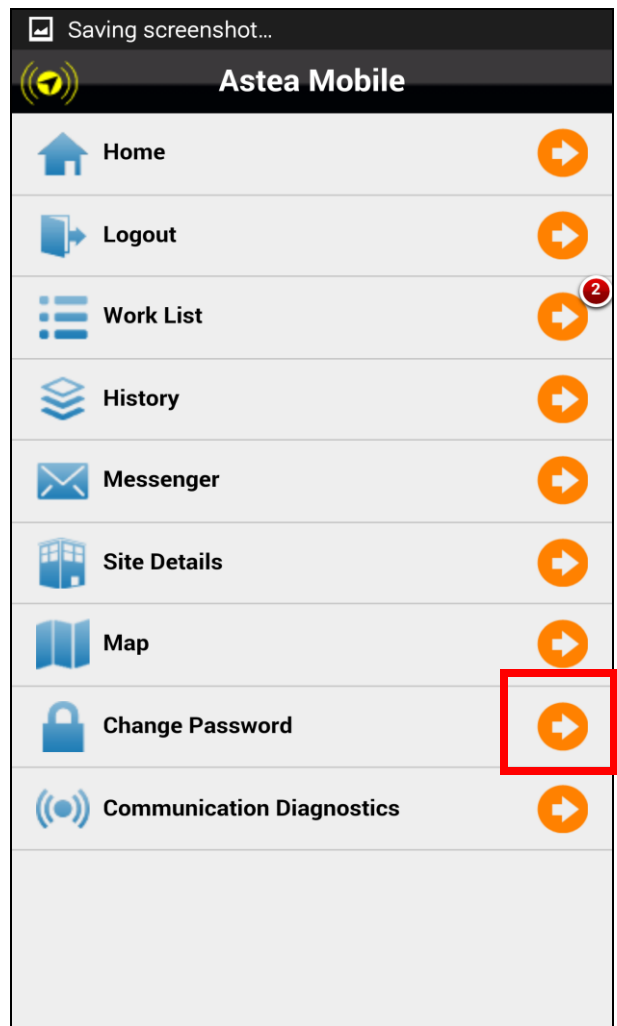 Saving screenshot...
Astea Mobile
Home
Logout
2
Work List
History
Messenger
Site Details
Map
Change Password
Communication Diagnostics